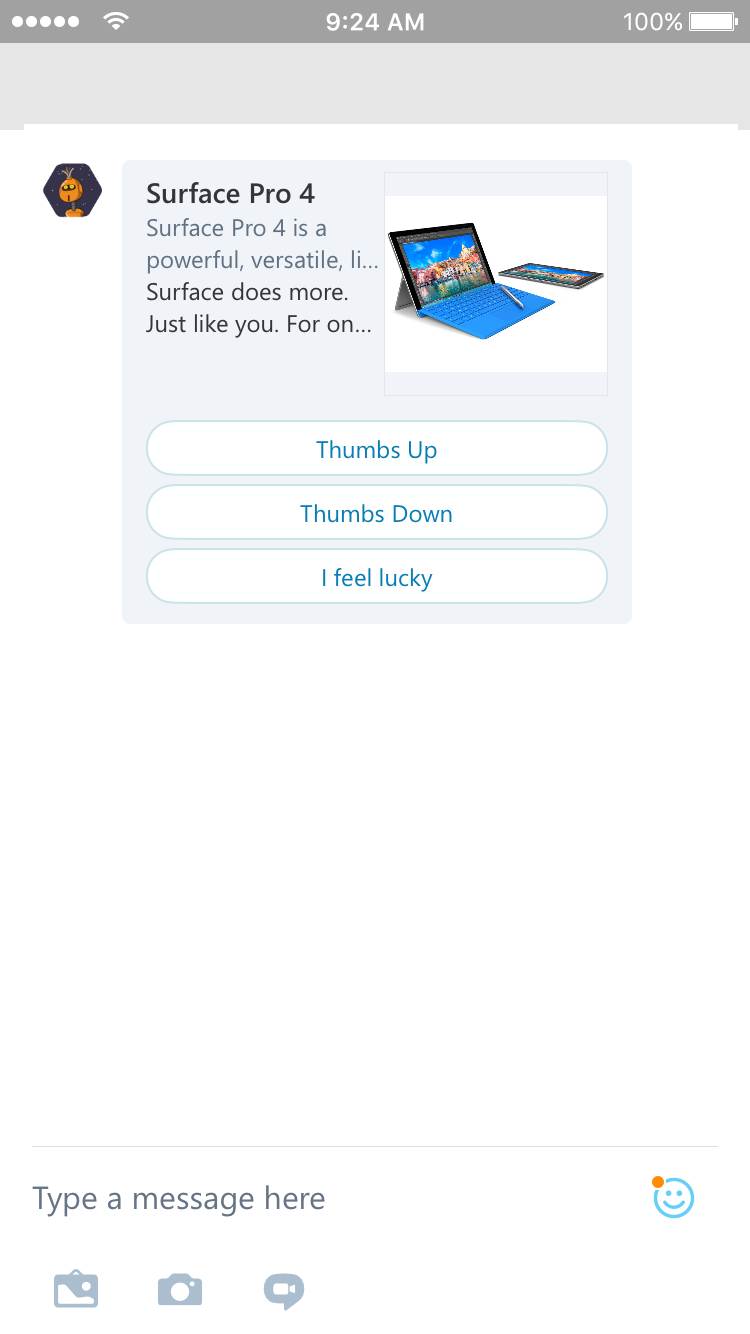 9:24 AM
100%
Surface Pro 4
Surface Pro 4 is a
powerful, versatile, li...
Surface does more.
Just like you. For on...
Thumbs Up
Thumbs Down
I feel lucky
Type a message here